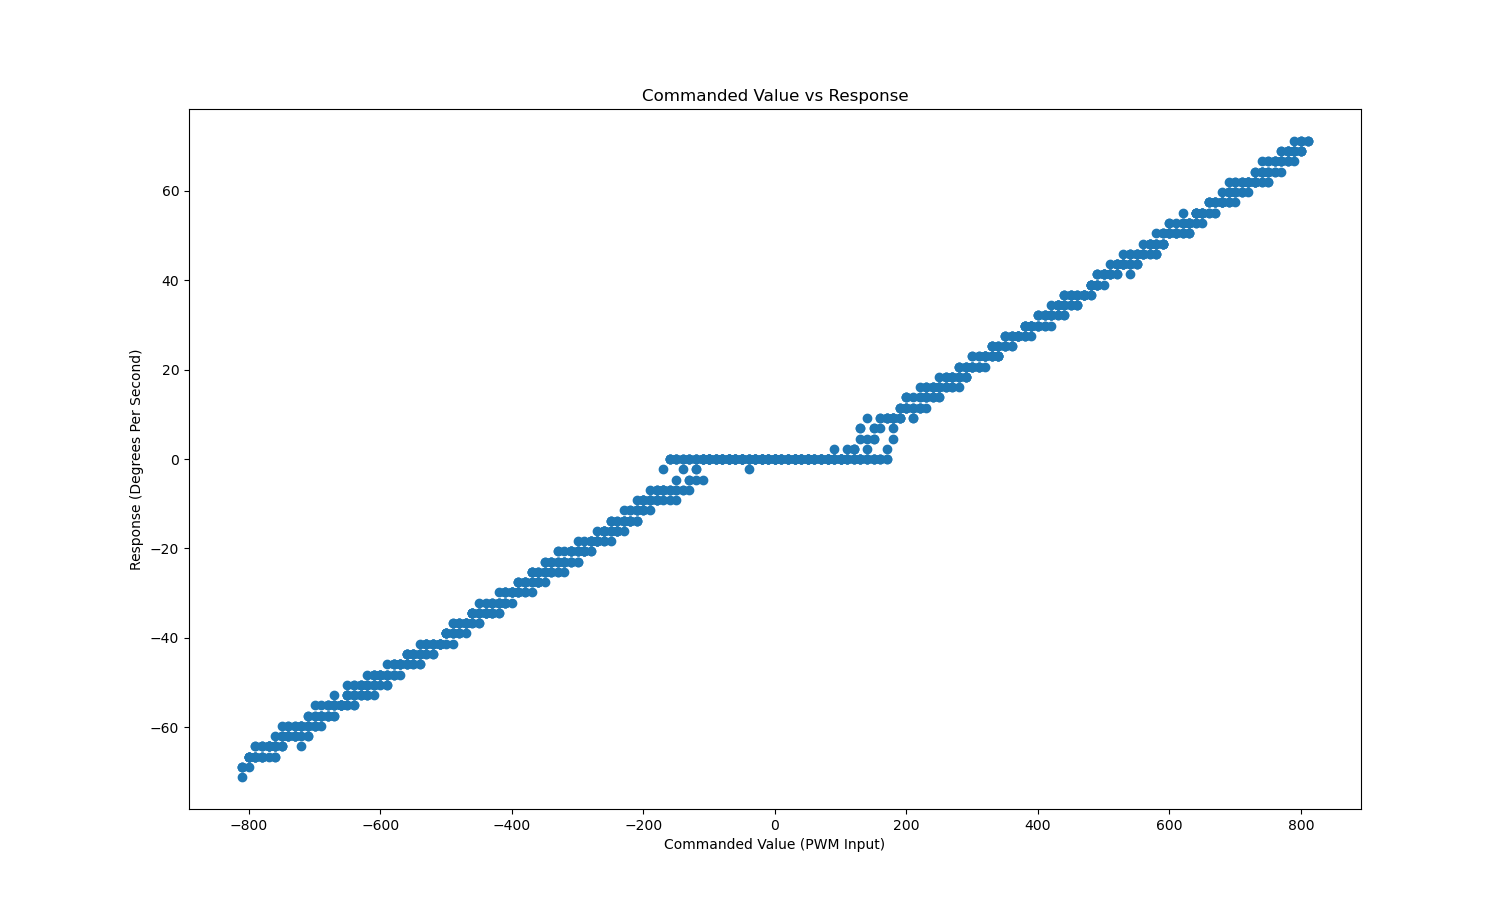 Commanded Value vs Response
Response (Degrees Per Second)
60
40
20
0
−20
−40
−60
−800 −600 −400 −200 0 200 400 600 800
Commanded Value (PWM Input)